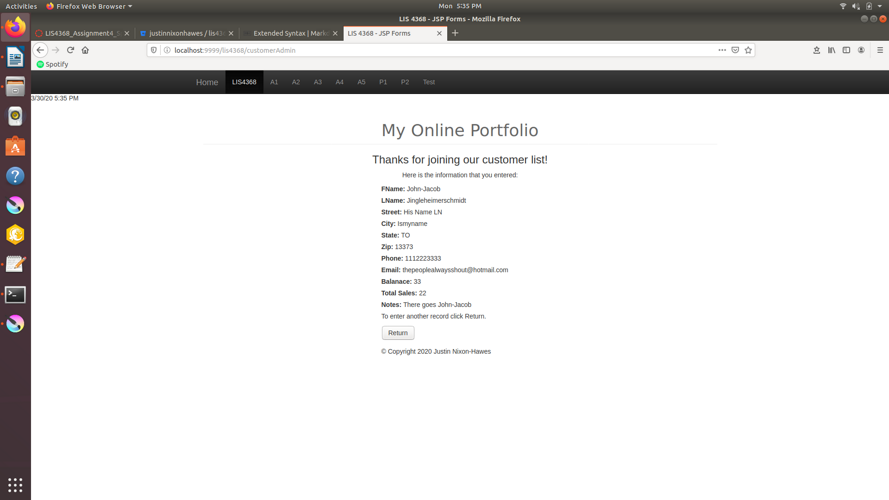 Activities Firefox Web Browser Mon 5:35 PM
LIS 4368 - JSP Forms - Mozilla Firefox
LIS4368_Assignment4_S justinnixonhawes / lis43 Extended Syntax | Mark LIS 4368 - JSP Forms
localhost:9999/lis4368/customerAdmin
Spotify
Home LIS4368 A1 A2 A3 A4 A5 P1 P2 Test
3/30/20 5:35 PM
My Online Portfolio
Thanks for joining our customer list!
Here is the information that you entered:
FName: John-Jacob
LName: Jingleheimerschmidt
Street: His Name LN
City: Ismyname
State: TO
Zip: 13373
Phone: 1112223333
Email: thepeoplealwaysshout@hotmail.com
Balanace: 33
Total Sales: 22
Notes: There goes John-Jacob
To enter another record click Return.
Return
© Copyright 2020 Justin Nixon-Hawes